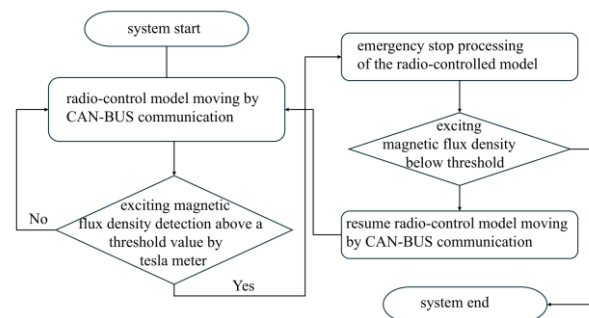 system start
radio-control model moving by
CAN-BUS communication
exciting magnetic
flux density detection above a
threshold value by
tesla meter
No
Yes
emergency stop processing
of the radio-controlled model
excitng
magnetic flux density
below threshold
resume radio-control model moving
by CAN-BUS communication
system end